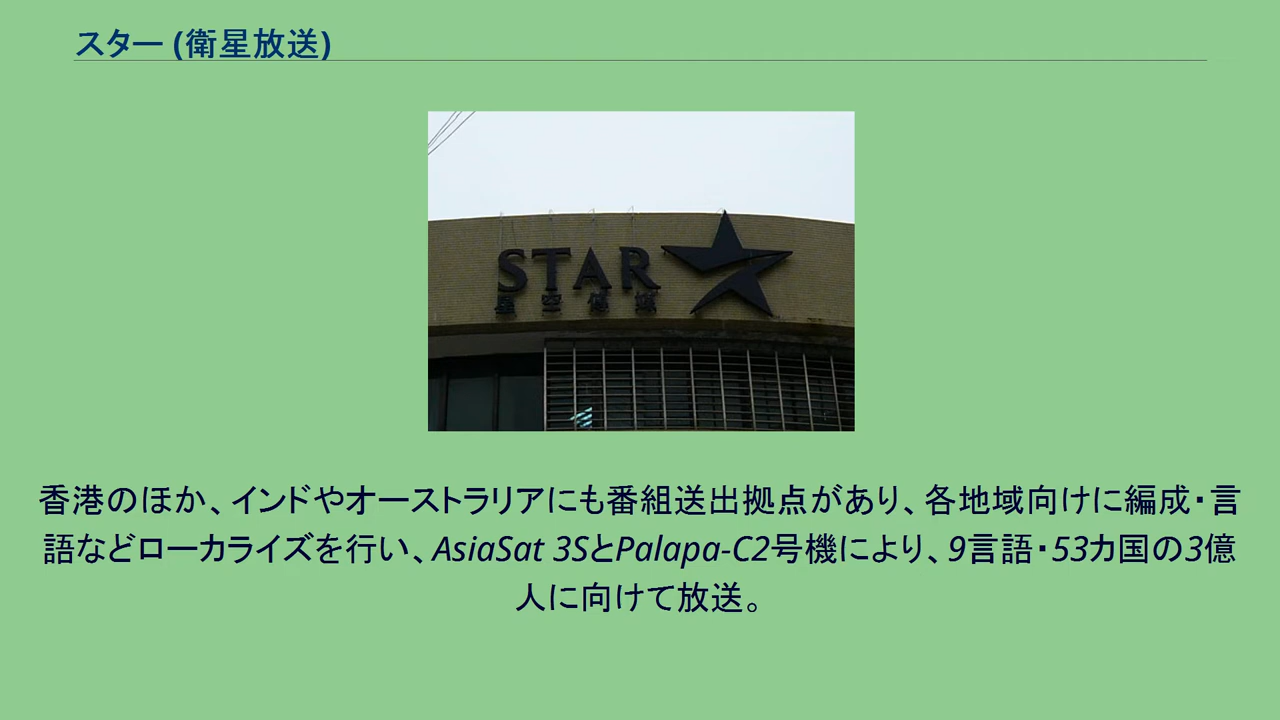 スター (衛星放送)
STAR
星空傳媒
香港のほか、インドやオーストラリアにも番組送出拠点があり、各地域向けに編成・言
語などローカライズを行い、AsiaSat 3SとPalapa-C2号機により、9言語・53カ国の3億
人に向けて放送。